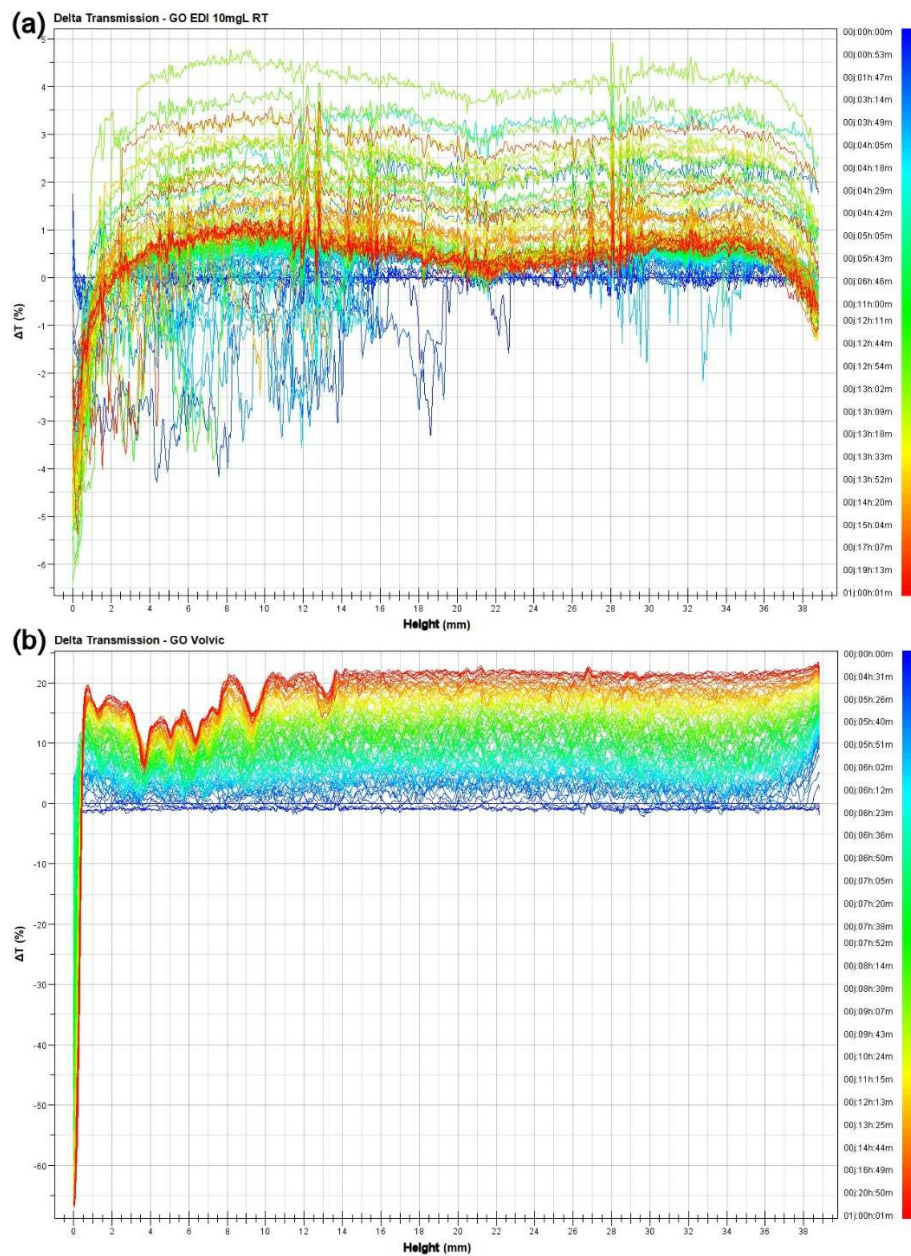 (a)
Delta Transmission - GO EDI 10mgL RT
5
4
3
2
1
0
-1
-2
-3
-4
-5
-6
ΔT (%)
0 2 4 6 8 10 12 14 16 18 20 22 24 26 28 30 32 34 36 38
Height (mm)
00j:00h:00m
00j:00h:53m
00j:01h:47m
00j:03h:14m
00j:03h:49m
00j:04h:05m
00j:04h:18m
00j:04h:29m
00j:04h:42m
00j:05h:05m
00j:05h:43m
00j:06h:46m
00j:11h:00m
00j:12h:11m
00j:12h:44m
00j:12h:54m
00j:13h:02m
00j:13h:09m
00j:13h:18m
00j:13h:33m
00j:13h:52m
00j:14h:20m
00j:15h:04m
00j:17h:07m
00j:19h:13m
01j:00h:01m
(b)
Delta Transmission - GO Volvic
20
10
0
-10
-20
-30
-40
-50
-60
ΔT (%)
0 2 4 6 8 10 12 14 16 18 20 22 24 26 28 30 32 34 36 38
Height (mm)
00j:00h:00m
00j:04h:31m
00j:05h:26m
00j:05h:40m
00j:05h:51m
00j:06h:02m
00j:06h:12m
00j:06h:23m
00j:06h:36m
00j:06h:50m
00j:07h:05m
00j:07h:20m
00j:07h:38m
00j:07h:52m
00j:08h:14m
00j:08h:38m
00j:09h:07m
00j:09h:43m
00j:10h:24m
00j:11h:15m
00j:12h:13m
00j:13h:25m
00j:14h:44m
00j:16h:49m
00j:20h:50m
01j:00h:01m